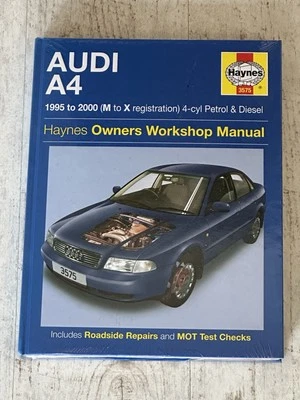 AUDI
A4
Haynes
3575
1995 to 2000 (M to X registration) 4-cyl Petrol & Diesel
Haynes Owners Workshop Manual
3575
Includes Roadside Repairs and MOT Test Checks